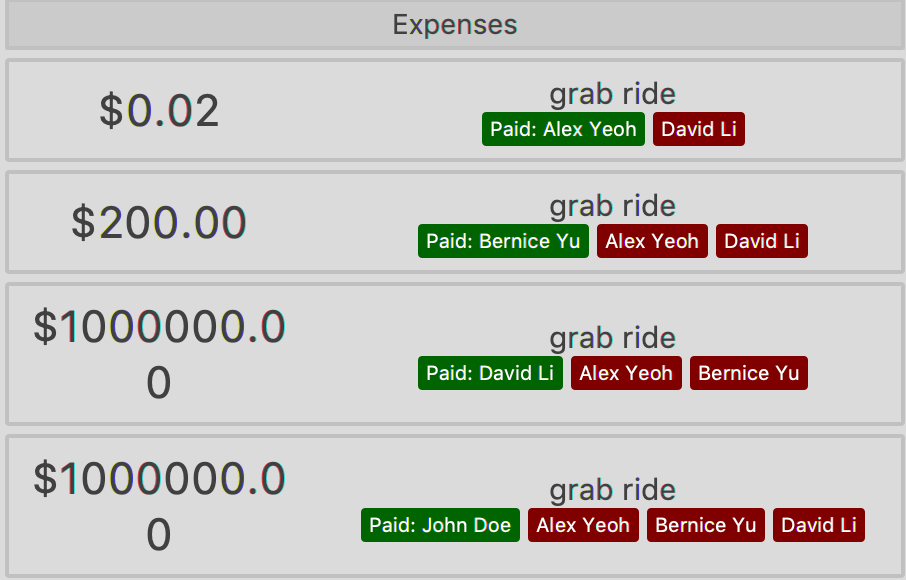 Expenses
$0.02
grab ride
Paid: Alex Yeoh David Li
$200.00
grab ride
Paid: Bernice Yu Alex Yeoh David Li
$1000000.0
0
grab ride
Paid: David Li Alex Yeoh Bernice Yu
$1000000.0
0
grab ride
Paid: John Doe Alex Yeoh Bernice Yu David Li